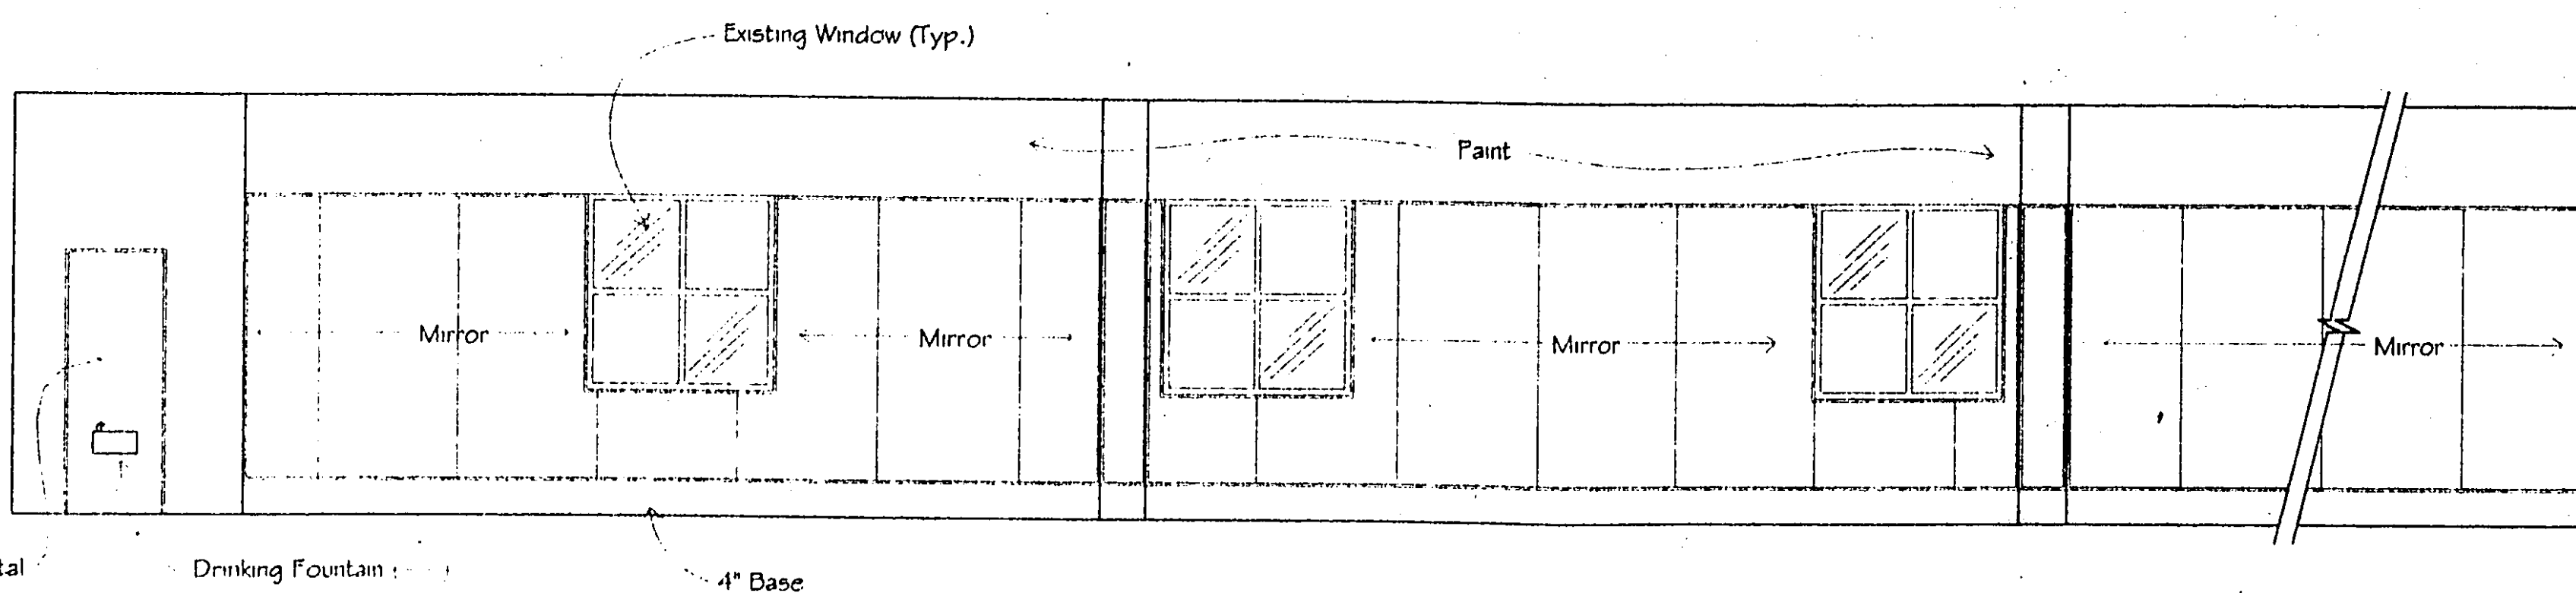 Existing Window (Typ.)
Paint
Mirror
Mirror
Mirror
Mirror
tal
Drinking Fountain
4" Base